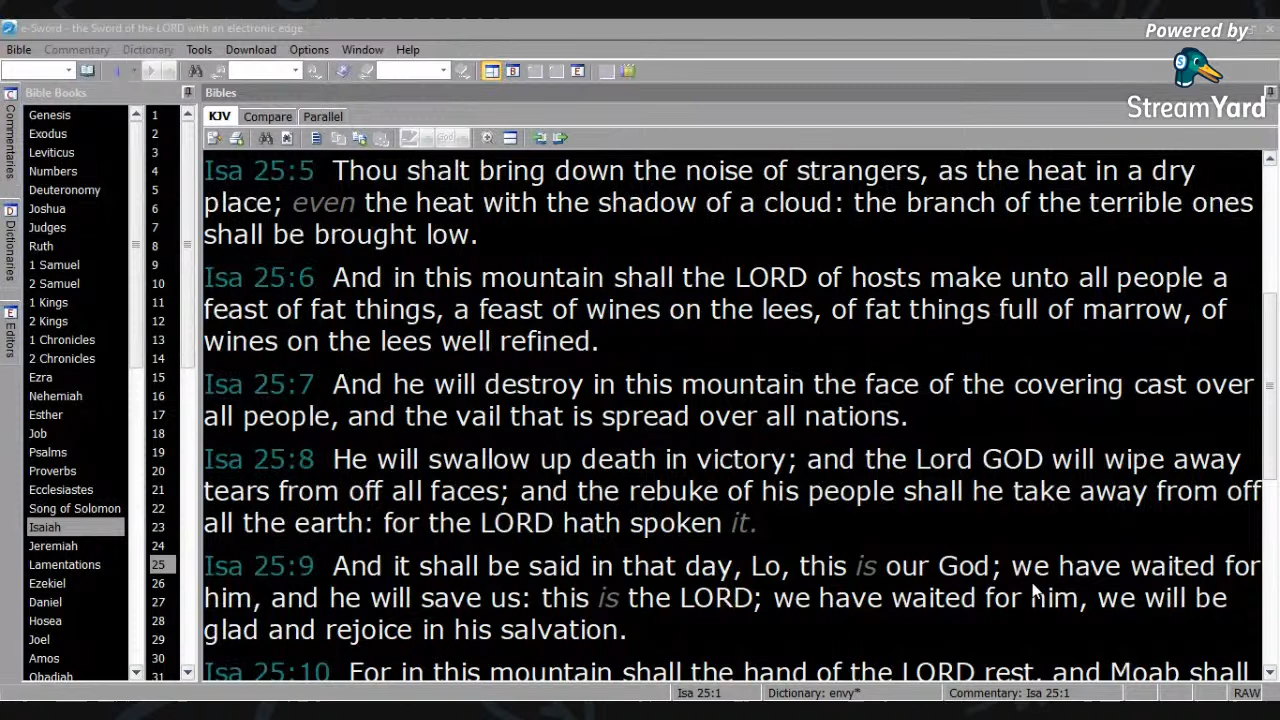 Powered by
StreamYard
e-Sword - the Sword of the LORD with an electronic edge
Bible Commentary Dictionary Tools Download Options Window Help
Bible Books
Bibles
KJV Compare Parallel
Commentaries
Dictionaries
Editors
Genesis 1
Exodus 2
Leviticus 3
Numbers 4
Deuteronomy 5
Joshua 6
Judges 7
Ruth 8
1 Samuel 9
2 Samuel 10
1 Kings 11
2 Kings 12
1 Chronicles 13
2 Chronicles 14
Ezra 15
Nehemiah 16
Esther 17
Job 18
Psalms 19
Proverbs 20
Ecclesiastes 21
Song of Solomon 22
Isaiah 23
Jeremiah 24
Lamentations 25
Ezekiel 26
Daniel 27
Hosea 28
Joel 29
Amos 30
Obadiah 31
Isa 25:5 Thou shalt bring down the noise of strangers, as the heat in a dry
place; even the heat with the shadow of a cloud: the branch of the terrible ones
shall be brought low.
Isa 25:6 And in this mountain shall the LORD of hosts make unto all people a
feast of fat things, a feast of wines on the lees, of fat things full of marrow, of
wines on the lees well refined.
Isa 25:7 And he will destroy in this mountain the face of the covering cast over
all people, and the vail that is spread over all nations.
Isa 25:8 He will swallow up death in victory; and the Lord GOD will wipe away
tears from off all faces; and the rebuke of his people shall he take away from off
all the earth: for the LORD hath spoken it.
Isa 25:9 And it shall be said in that day, Lo, this is our God; we have waited for
him, and he will save us: this is the LORD; we have waited for him, we will be
glad and rejoice in his salvation.
Isa 25:10 For in this mountain shall the hand of the LORD rest, and Moab shall
Isa 25:1 Dictionary: envy* Commentary: Isa 25:1 RAW